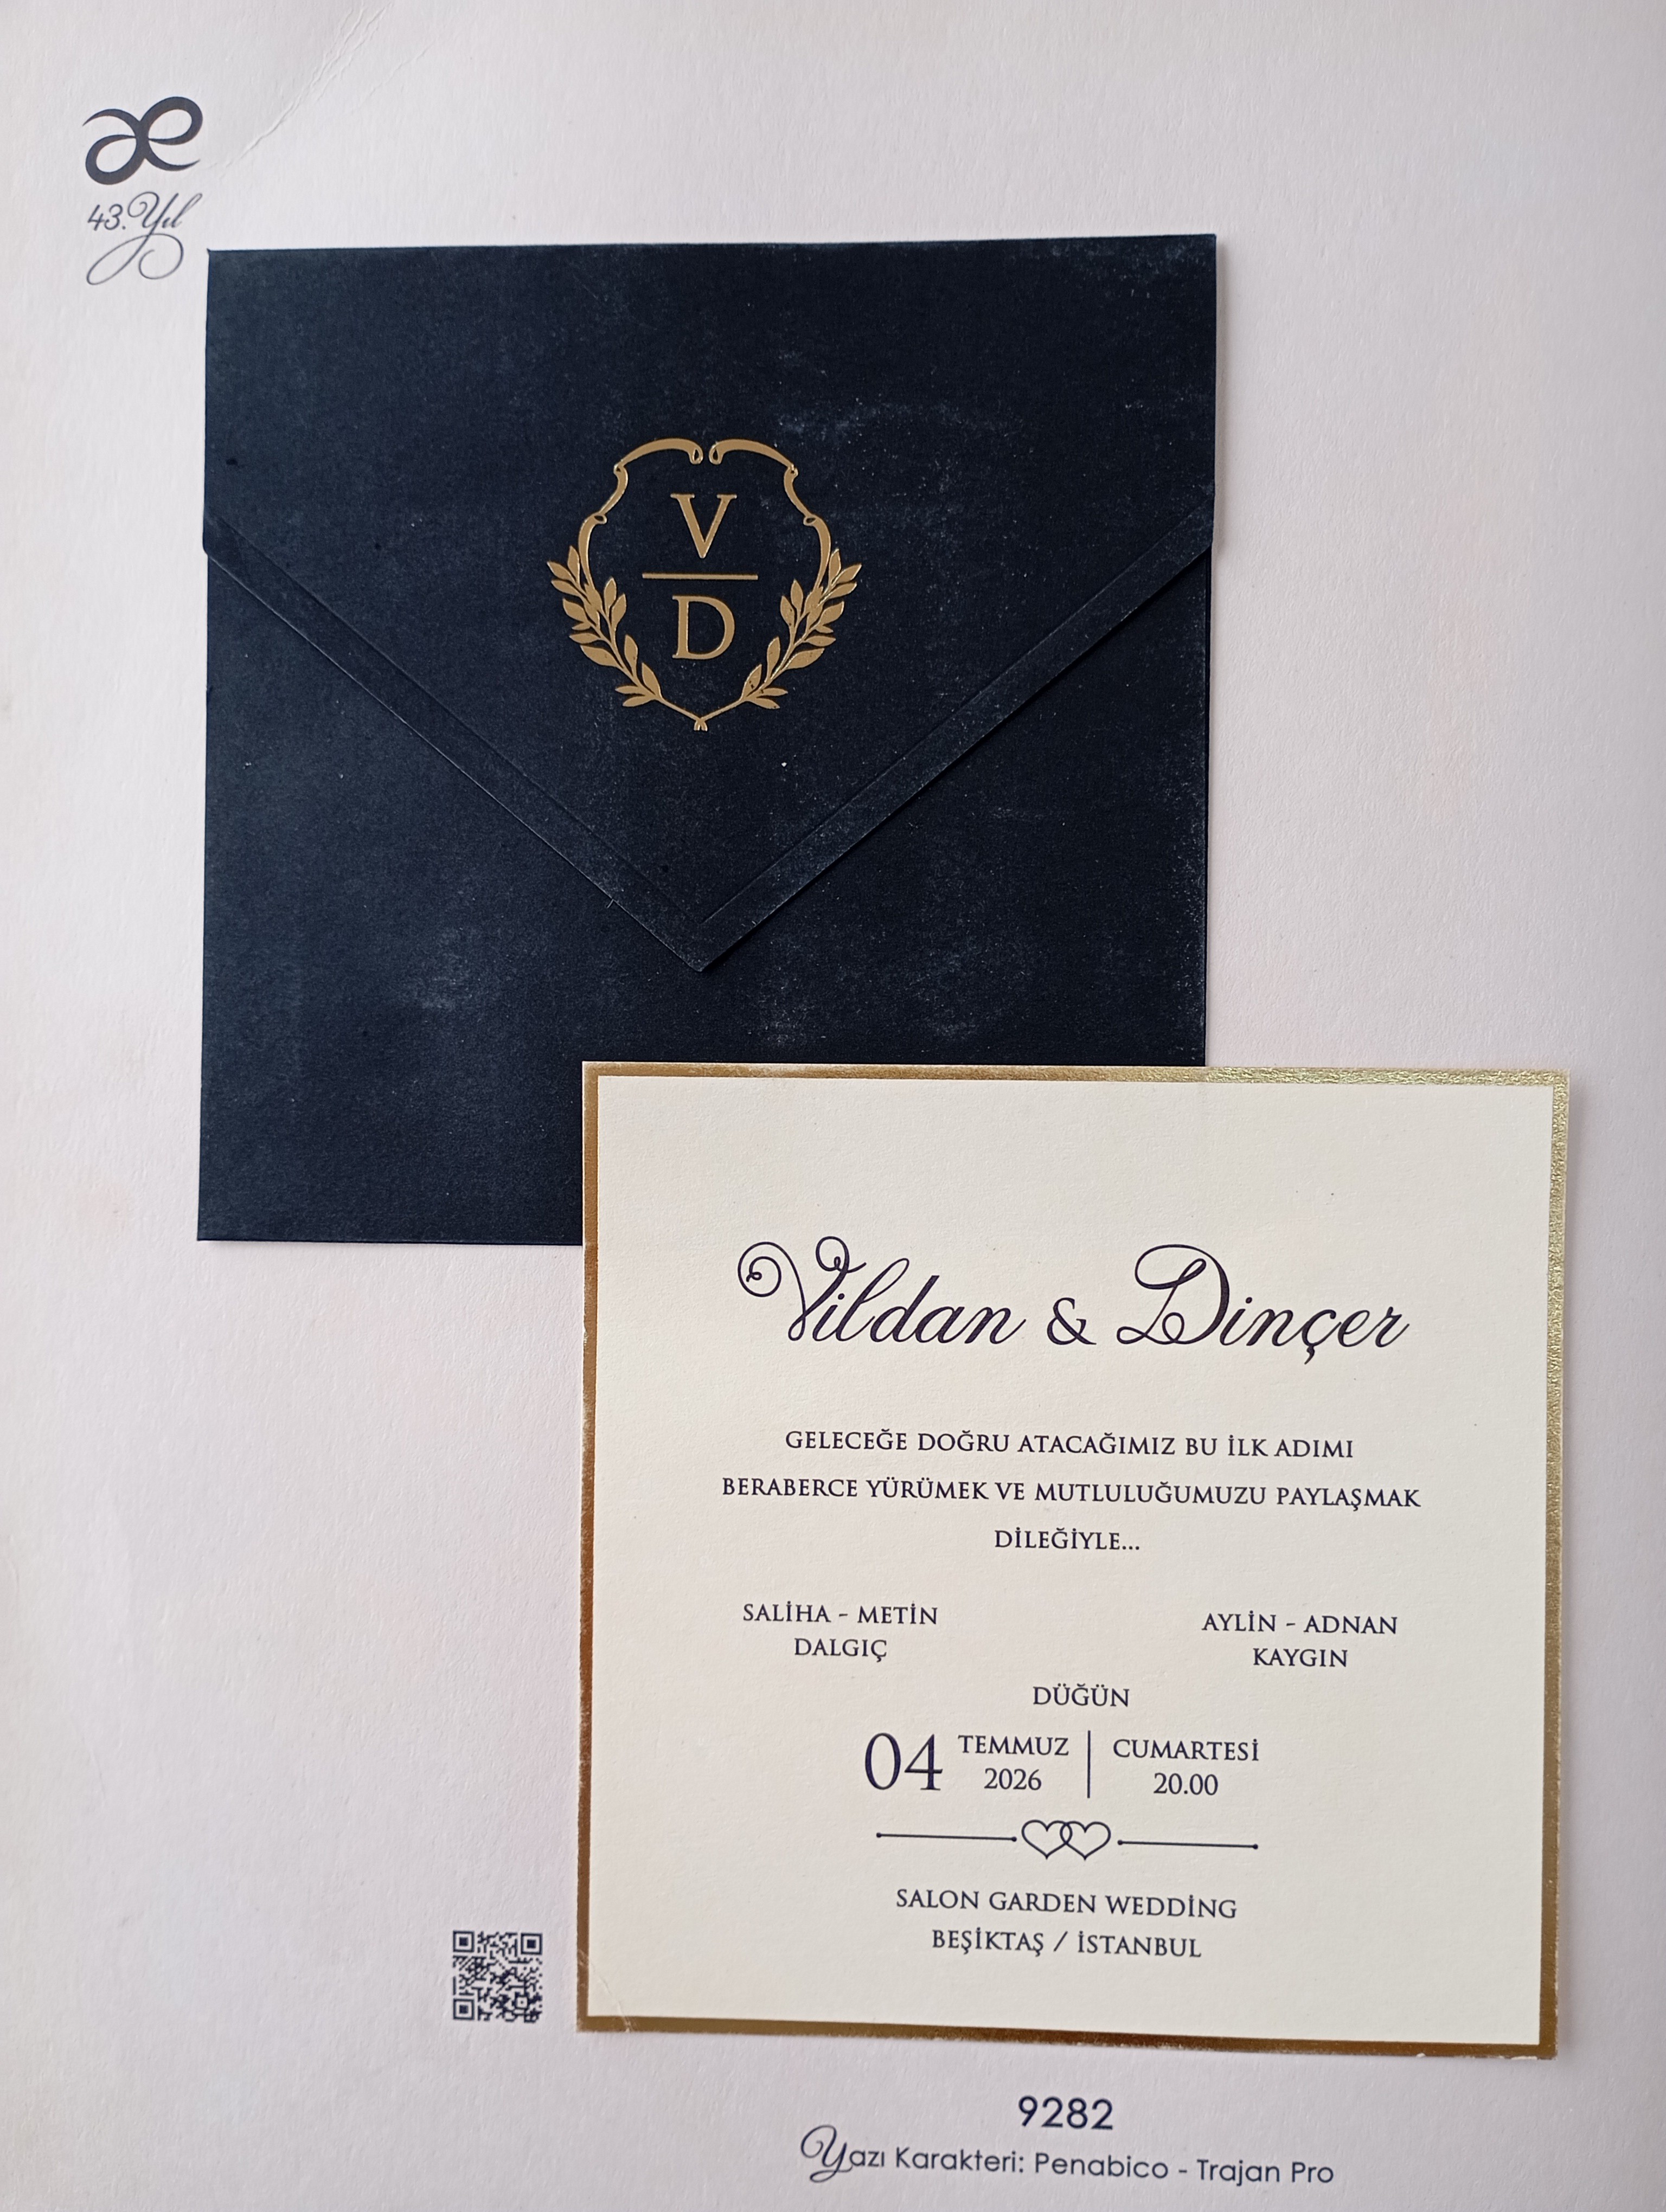 43. Yıl
V
D
Vildan & Dinçer
GELECEĞE DOĞRU ATACAĞIMIZ BU İLK ADIMI
BERABERCE YÜRÜMEK VE MUTLULUĞUMUZU PAYLAŞMAK
DİLEĞİYLE...
SALİHA - METİN
DALGIÇ
AYLİN - ADNAN
KAYGIN
DÜĞÜN
04 TEMMUZ 2026 | CUMARTESİ 20.00
SALON GARDEN WEDDİNG
BEŞİKTAŞ / İSTANBUL
9282
Yazı Karakteri: Penabico - Trajan Pro